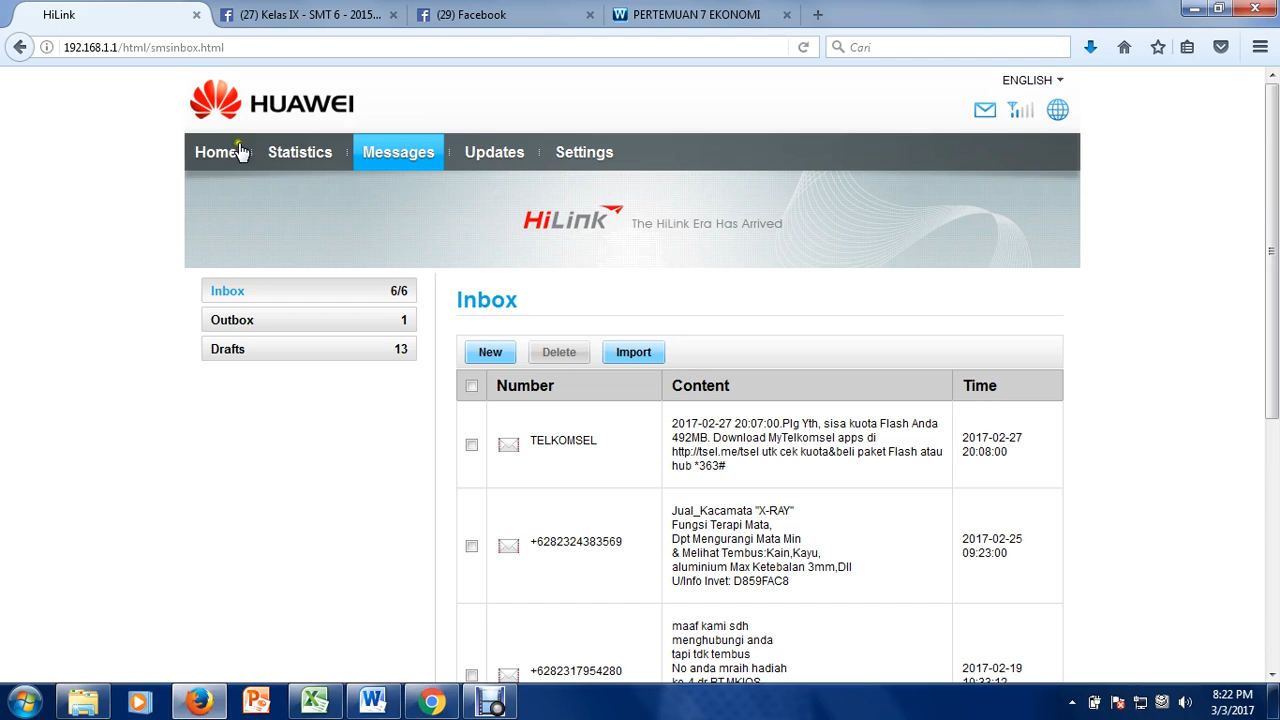 HiLink
(27) Kelas IX - SMT 6 - 2015...
(29) Facebook
PERTEMUAN 7 EKONOMI
192.168.1.1/html/smsinbox.html
Cari
ENGLISH
HUAWEI
Home
Statistics
Messages
Updates
Settings
HiLink The HiLink Era Has Arrived
Inbox 6/6
Outbox 1
Drafts 13
Inbox
New Delete Import
Number Content Time
TELKOMSEL
2017-02-27 20:07:00.Plg Yth, sisa kuota Flash Anda
492MB. Download MyTelkomsel apps di
http://tsel.me/tsel utk cek kuota&beli paket Flash atau
hub *363#
2017-02-27
20:08:00
+6282324383569
Jual_Kacamata "X-RAY"
Fungsi Terapi Mata,
Dpt Mengurangi Mata Min
& Melihat Tembus:Kain,Kayu,
aluminium Max Ketebalan 3mm,Dll
U/Info Invet: D859FAC8
2017-02-25
09:23:00
+6282317954280
maaf kami sdh
menghubungi anda
tapi tdk tembus
No anda mraih hadiah
ke 4 dr PT.MKIOS
2017-02-19
8:22 PM
3/3/2017